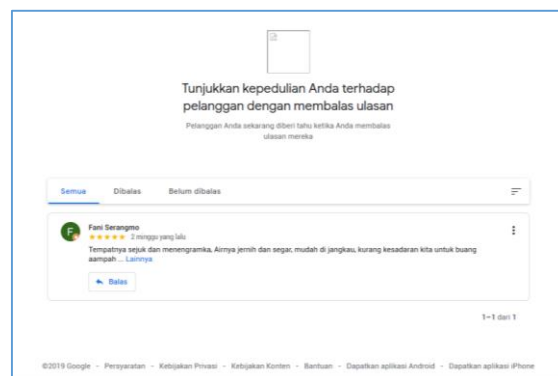 Tunjukkan kepedulian Anda terhadap
pelanggan dengan membalas ulasan
Pelanggan Anda sekarang diberi tahu ketika Anda membalas
ulasan mereka
Semua Dibalas Belum dibalas
F
Fani Serangmo
2 minggu yang lalu
Tempatnya sejuk dan menengramka, Airnya jernih dan segar, mudah di jangkau, kurang kesadaran kita untuk buang
aampah ... Lainnya
Balas
1–1 dari 1
©2019 Google - Persyaratan - Kebijakan Privasi - Kebijakan Konten - Bantuan - Dapatkan aplikasi Android - Dapatkan aplikasi iPhone